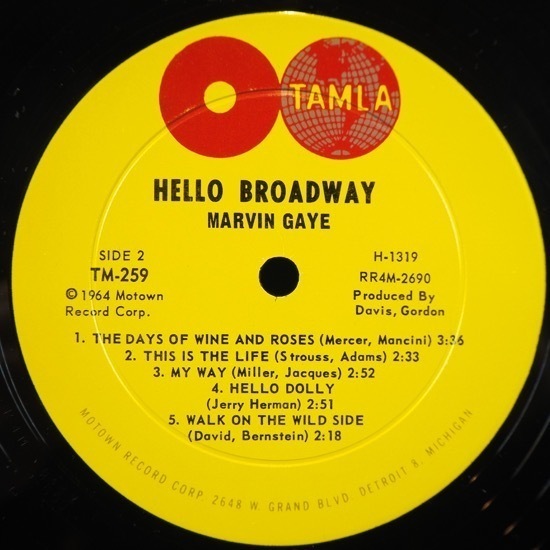 TAMLA
HELLO BROADWAY
MARVIN GAYE
SIDE 2
TM-259
© 1964 Motown
Record Corp.
H-1319
RR4M-2690
Produced By
Davis, Gordon
1. THE DAYS OF WINE AND ROSES (Mercer, Mancini) 3:36
2. THIS IS THE LIFE (Strouss, Adams) 2:33
3. MY WAY (Miller, Jacques) 2:52
4. HELLO DOLLY
(Jerry Herman) 2:51
5. WALK ON THE WILD SIDE
(David, Bernstein) 2:18
MOTOWN RECORD CORP. 2648 W. GRAND BLVD. DETROIT 8, MICHIGAN